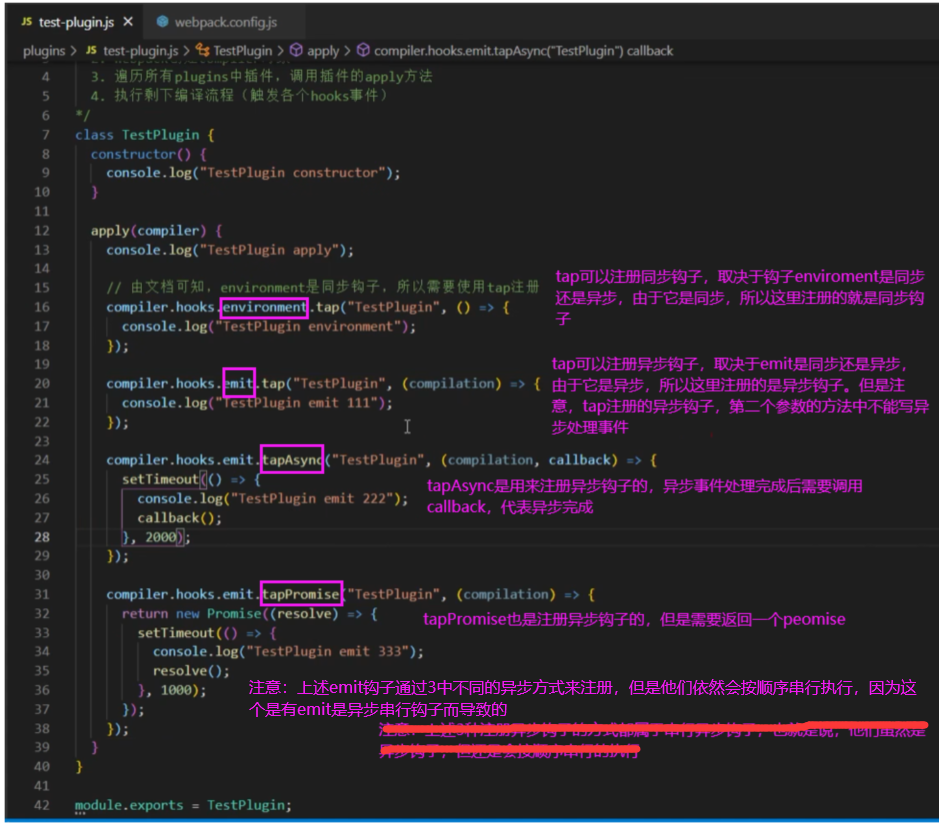 JS test-plugin.js × webpack.config.js
plugins > JS test-plugin.js > TestPlugin > apply > compiler.hooks.emit.tapAsync("TestPlugin") callback
4 3. 遍历所有plugins中插件，调用插件的apply方法
5 4. 执行剩下编译流程（触发各个hooks事件）
6 */
7 class TestPlugin {
8 constructor() {
9 console.log("TestPlugin constructor");
10 }
11
12 apply(compiler) {
13 console.log("TestPlugin apply");
14
15 // 由文档可知，environment是同步钩子，所以需要使用tap注册
16 compiler.hooks.environment.tap("TestPlugin", () => {
17 console.log("TestPlugin environment");
18 });
tap可以注册同步钩子，取决于钩子enviroment是同步
还是异步，由于它是同步，所以这里注册的就是同步钩
子
19
20 compiler.hooks.emit.tap("TestPlugin", (compilation) => {
21 console.log("TestPlugin emit 111");
22 });
tap可以注册异步钩子，取决于emit是同步还是异步，
由于它是异步，所以这里注册的是异步钩子。但是注
意，tap注册的异步钩子，第二个参数的方法中不能写异
步处理事件
23
24 compiler.hooks.emit.tapAsync("TestPlugin", (compilation, callback) => {
25 setTimeout(() => {
26 console.log("TestPlugin emit 222");
27 callback();
28 }, 2000);
29 });
tapAsync是用来注册异步钩子的，异步事件处理完成后需要调用
callback，代表异步完成
30
31 compiler.hooks.emit.tapPromise("TestPlugin", (compilation) => {
32 return new Promise((resolve) => {
33 setTimeout(() => {
34 console.log("TestPlugin emit 333");
35 resolve();
36 }, 1000);
37 });
38 });
39 }
40 }
41
42 module.exports = TestPlugin;
tapPromise也是注册异步钩子的，但是需要返回一个peomise
注意：上述emit钩子通过3中不同的异步方式来注册，但是他们依然会按顺序串行执行，因为这
个是有emit是异步串行钩子而导致的